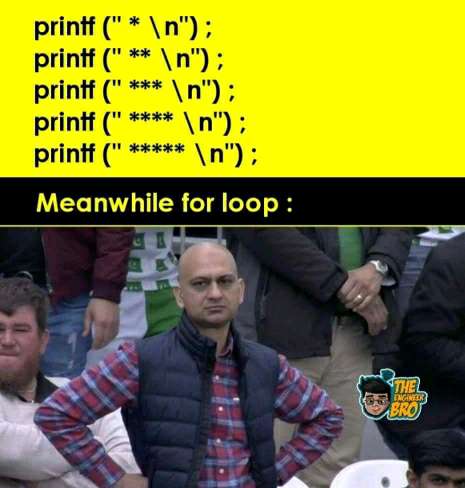 printf (" * \n") ;
printf (" ** \n") ;
printf (" *** \n") ;
printf (" **** \n") ;
printf (" ***** \n") ;
Meanwhile for loop :
THE
ENGINEER
BRO